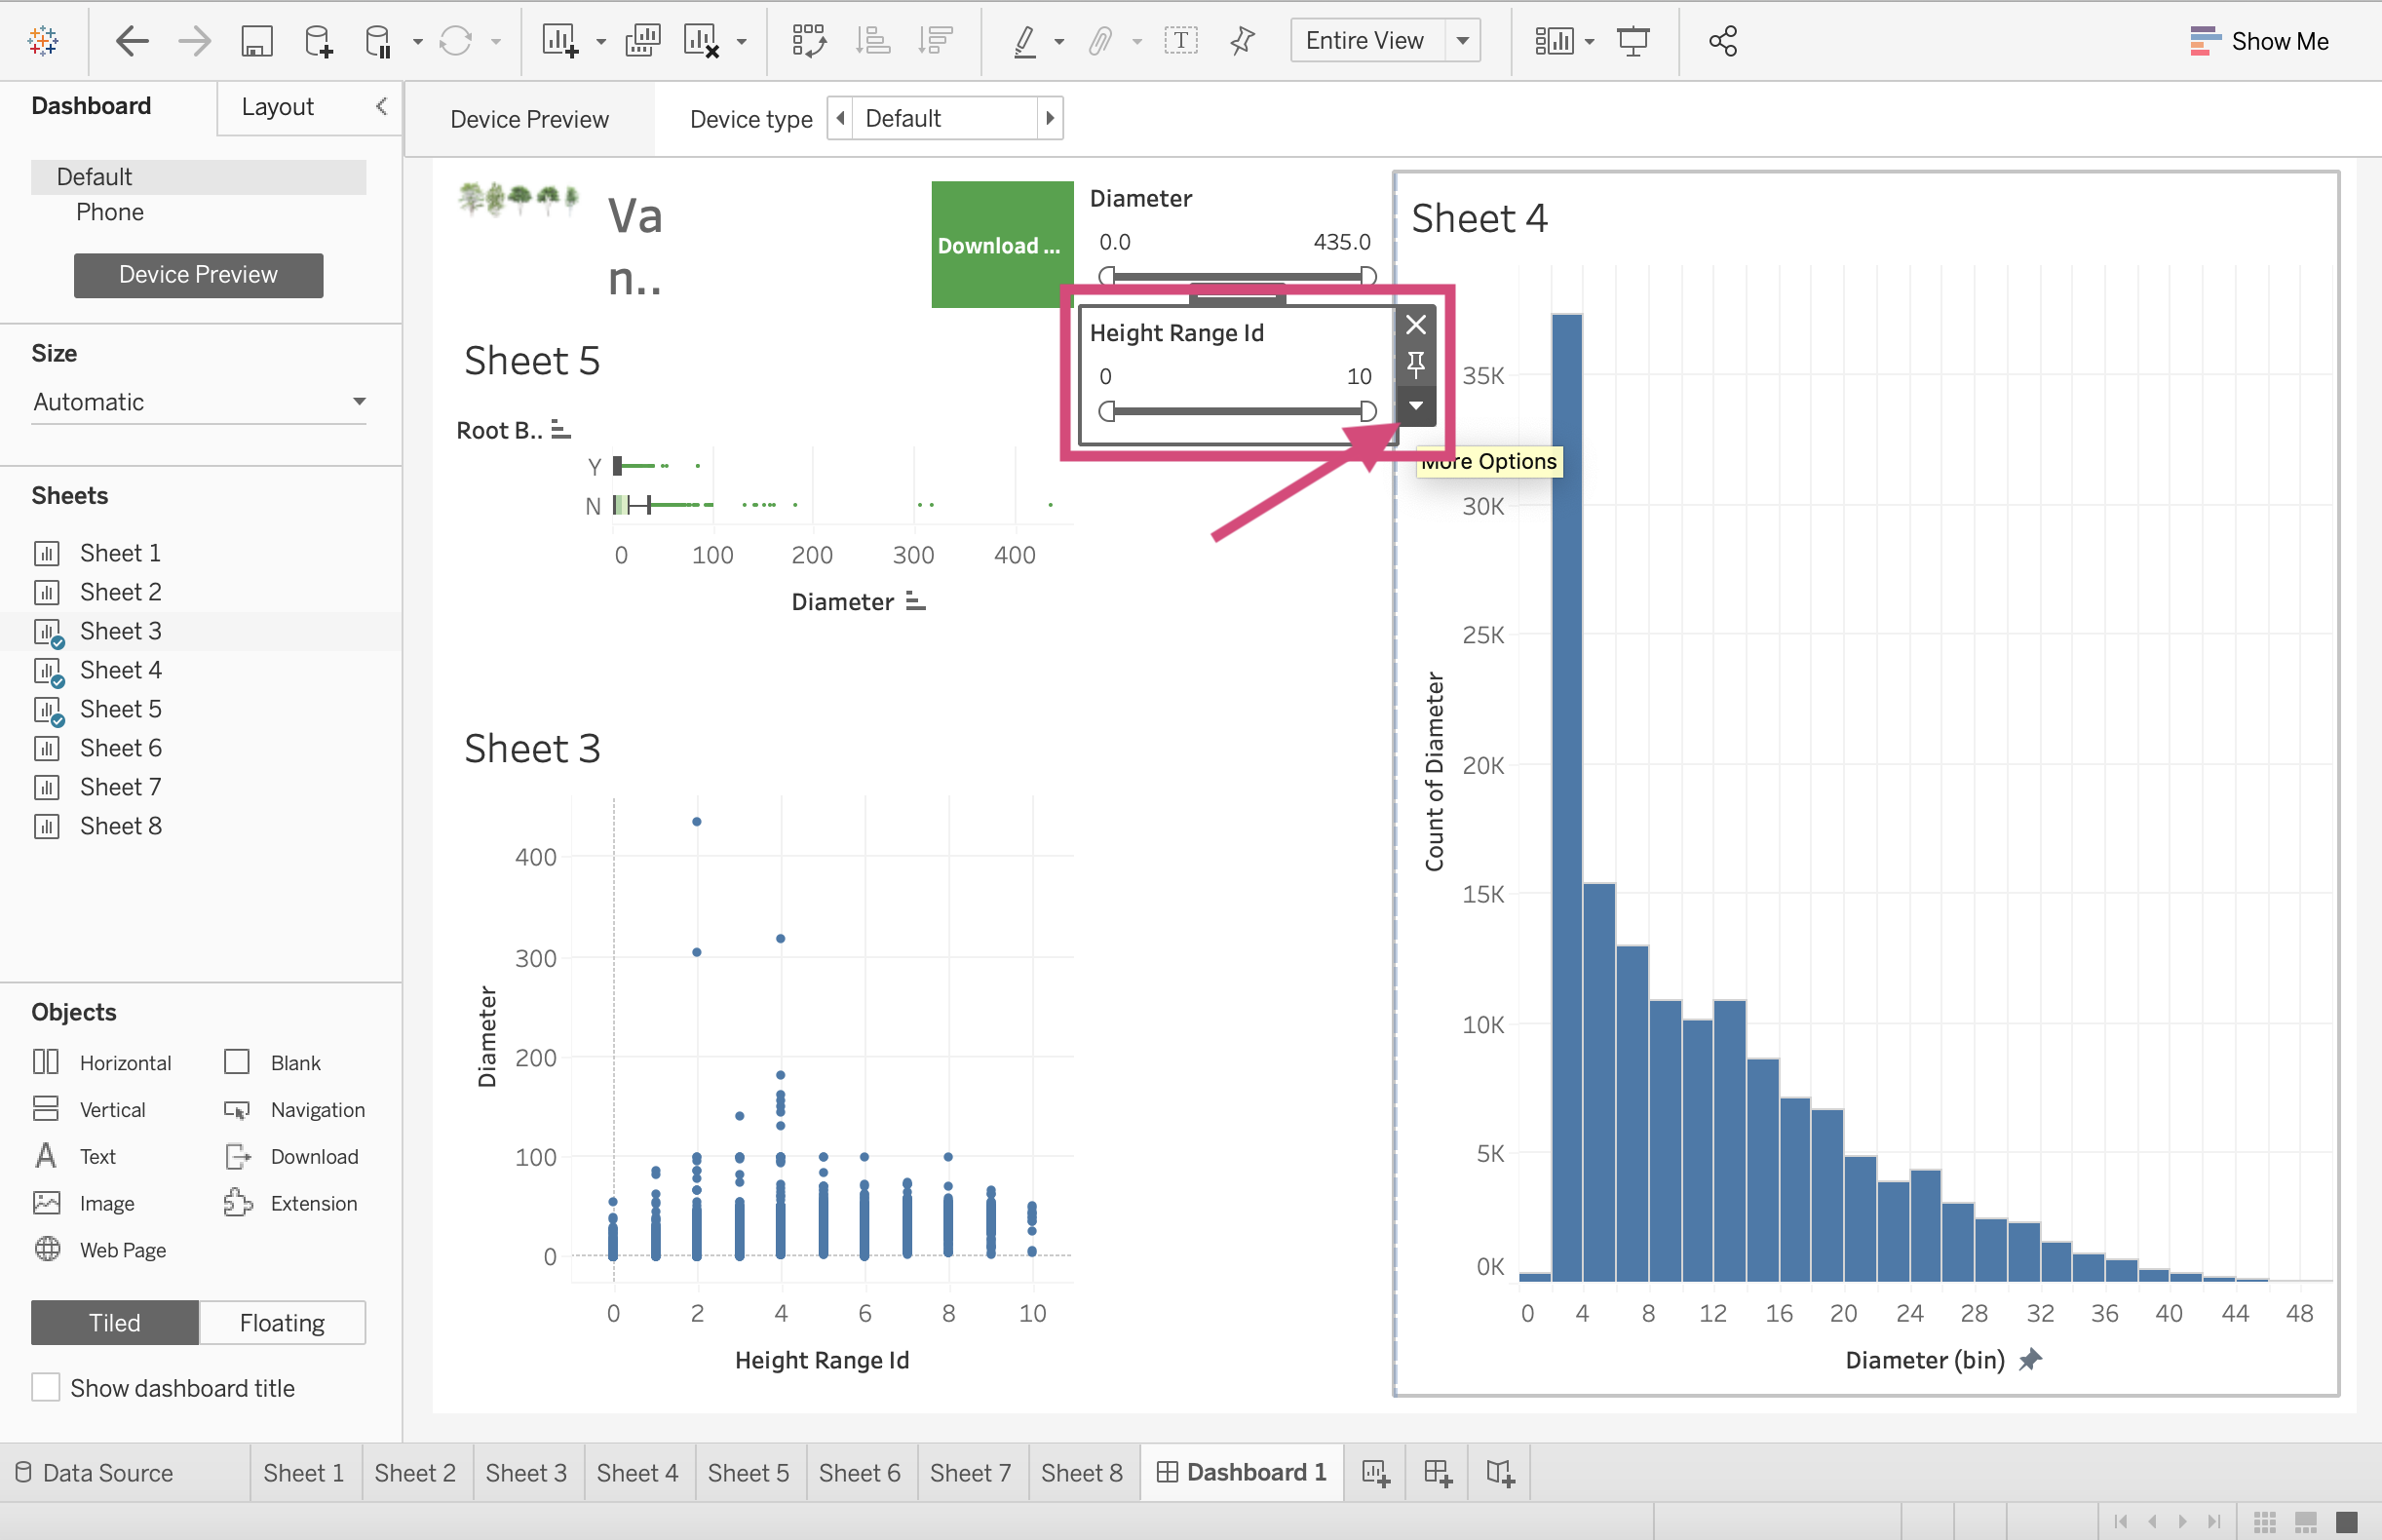 Entire View
Show Me
Dashboard
Layout
Device Preview
Device type
Default
Default
Phone
Device Preview
Size
Automatic
Sheets
Sheet 1
Sheet 2
Sheet 3
Sheet 4
Sheet 5
Sheet 6
Sheet 7
Sheet 8
Objects
Horizontal
Blank
Vertical
Navigation
Text
Download
Image
Extension
Web Page
Tiled
Floating
Show dashboard title
Va
n..
Download ...
Diameter
0.0 435.0
Height Range Id
0 10
More Options
Sheet 5
Root B..
Y
N
0 100 200 300 400
Diameter
Sheet 3
400
300
200
100
0
Diameter
0 2 4 6 8 10
Height Range Id
Sheet 4
35K
30K
25K
20K
15K
10K
5K
0K
Count of Diameter
0 4 8 12 16 20 24 28 32 36 40 44 48
Diameter (bin)
Data Source
Sheet 1
Sheet 2
Sheet 3
Sheet 4
Sheet 5
Sheet 6
Sheet 7
Sheet 8
Dashboard 1